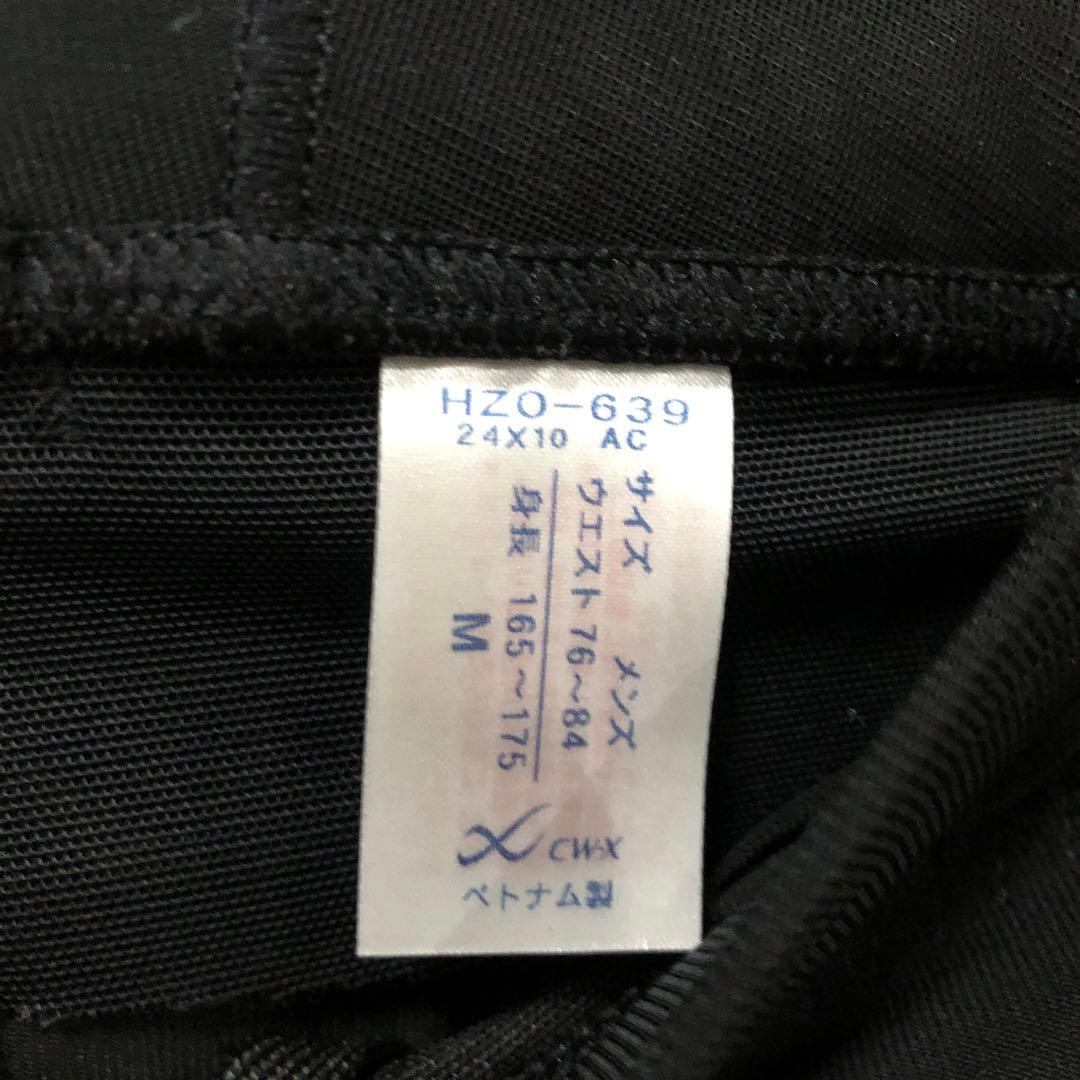 HZO-639
24X10 AC
サイズ メンズ
ウエスト 76~84
身長 165~175
M
CW-X
ベトナム製